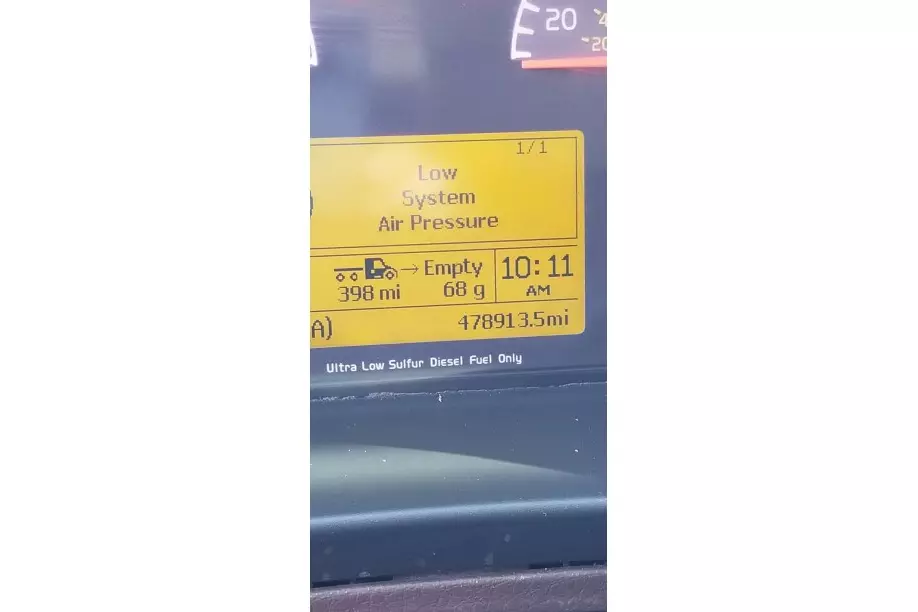 20
20
1/1
Low
System
Air Pressure
→ Empty
10:11
398 mi
68 g
AM
A)
478913.5mi
Ultra Low Sulfur Diesel Fuel Only